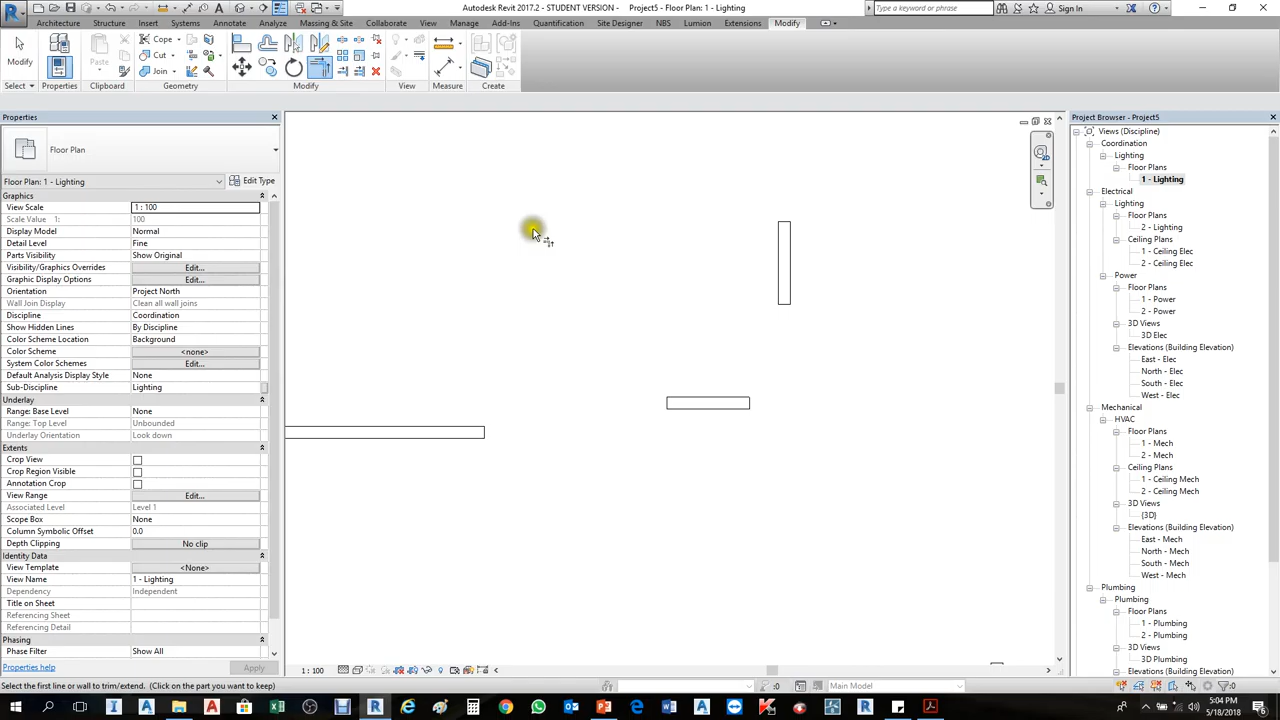 Autodesk Revit 2017.2 - STUDENT VERSION - Project5 - Floor Plan: 1 - Lighting
Type a keyword or phrase
Sign In
Architecture Structure Insert Systems Annotate Analyze Massing & Site Collaborate View Manage Add-Ins Quantification Site Designer NBS Lumion Extensions Modify
Cope
Cut
Join
Modify
Paste
Select Properties Clipboard Geometry Modify View Measure Create
Properties
Floor Plan
Floor Plan: 1 - Lighting
Edit Type
Graphics
View Scale 1 : 100
Scale Value 1: 100
Display Model Normal
Detail Level Fine
Parts Visibility Show Original
Visibility/Graphics Overrides Edit...
Graphic Display Options Edit...
Orientation Project North
Wall Join Display Clean all wall joins
Discipline Coordination
Show Hidden Lines By Discipline
Color Scheme Location Background
Color Scheme <none>
System Color Schemes Edit...
Default Analysis Display Style None
Sub-Discipline Lighting
Underlay
Range: Base Level None
Range: Top Level Unbounded
Underlay Orientation Look down
Extents
Crop View
Crop Region Visible
Annotation Crop
View Range Edit...
Associated Level Level 1
Scope Box None
Column Symbolic Offset 0.0
Depth Clipping No clip
Identity Data
View Template <None>
View Name 1 - Lighting
Dependency Independent
Title on Sheet
Referencing Sheet
Referencing Detail
Phasing
Phase Filter Show All
Properties help
Apply
1 : 100
Project Browser - Project5
Views (Discipline)
Coordination
Lighting
Floor Plans
1 - Lighting
Electrical
Lighting
Floor Plans
2 - Lighting
Ceiling Plans
1 - Ceiling Elec
2 - Ceiling Elec
Power
Floor Plans
1 - Power
2 - Power
3D Views
3D Elec
Elevations (Building Elevation)
East - Elec
North - Elec
South - Elec
West - Elec
Mechanical
HVAC
Floor Plans
1 - Mech
2 - Mech
Ceiling Plans
1 - Ceiling Mech
2 - Ceiling Mech
3D Views
{3D}
Elevations (Building Elevation)
East - Mech
North - Mech
South - Mech
West - Mech
Plumbing
Plumbing
Floor Plans
1 - Plumbing
2 - Plumbing
3D Views
3D Plumbing
Elevations (Building Elevation)
Select the first line or wall to trim/extend. (Click on the part you want to keep)
:0
Main Model
:0
5:04 PM
5/18/2018